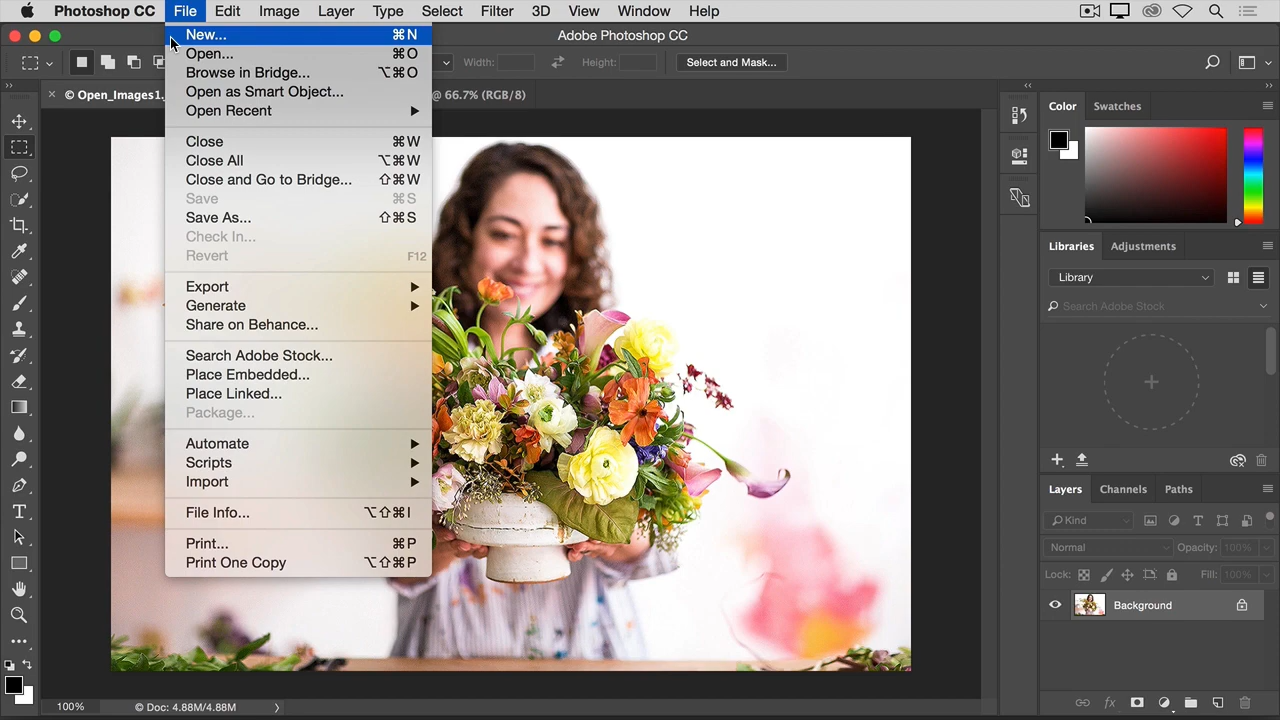 Photoshop CC File Edit Image Layer Type Select Filter 3D View Window Help
Adobe Photoshop CC
Width: Height: Select and Mask...
× © Open_Images1. @ 66.7% (RGB/8)
New... ⌘N
Open... ⌘O
Browse in Bridge... ⌥⌘O
Open as Smart Object...
Open Recent
Close ⌘W
Close All ⌥⌘W
Close and Go to Bridge... ⇧⌘W
Save ⌘S
Save As... ⇧⌘S
Check In...
Revert F12
Export
Generate
Share on Behance...
Search Adobe Stock...
Place Embedded...
Place Linked...
Package...
Automate
Scripts
Import
File Info... ⌥⇧⌘I
Print... ⌘P
Print One Copy ⌥⇧⌘P
Color Swatches
Libraries Adjustments
Library
Search Adobe Stock
Layers Channels Paths
Kind
Normal Opacity: 100%
Lock: Fill: 100%
Background
100% © Doc: 4.88M/4.88M